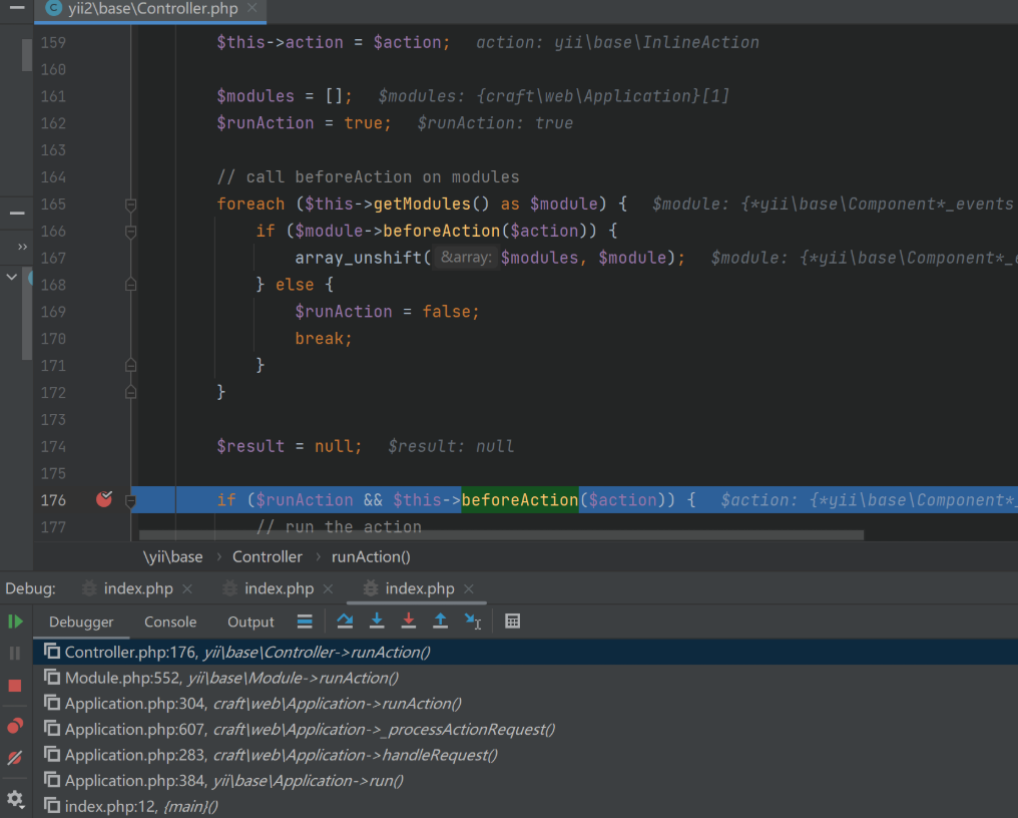 yii2\base\Controller.php
159 $this->action = $action; action: yii\base\InlineAction
160
161 $modules = []; $modules: {craft\web\Application}[1]
162 $runAction = true; $runAction: true
163
164 // call beforeAction on modules
165 foreach ($this->getModules() as $module) { $module: {*yii\base\Component*_events
166 if ($module->beforeAction($action)) {
167 array_unshift( &array: $modules, $module); $module: {*yii\base\Component*_e
168 } else {
169 $runAction = false;
170 break;
171 }
172 }
173
174 $result = null; $result: null
175
176 if ($runAction && $this->beforeAction($action)) { $action: {*yii\base\Component*_
177 // run the action
\yii\base › Controller › runAction()
Debug: index.php index.php index.php
Debugger Console Output
Controller.php:176, yii\base\Controller->runAction()
Module.php:552, yii\base\Module->runAction()
Application.php:304, craft\web\Application->runAction()
Application.php:607, craft\web\Application->_processActionRequest()
Application.php:283, craft\web\Application->handleRequest()
Application.php:384, yii\base\Application->run()
index.php:12, {main}()